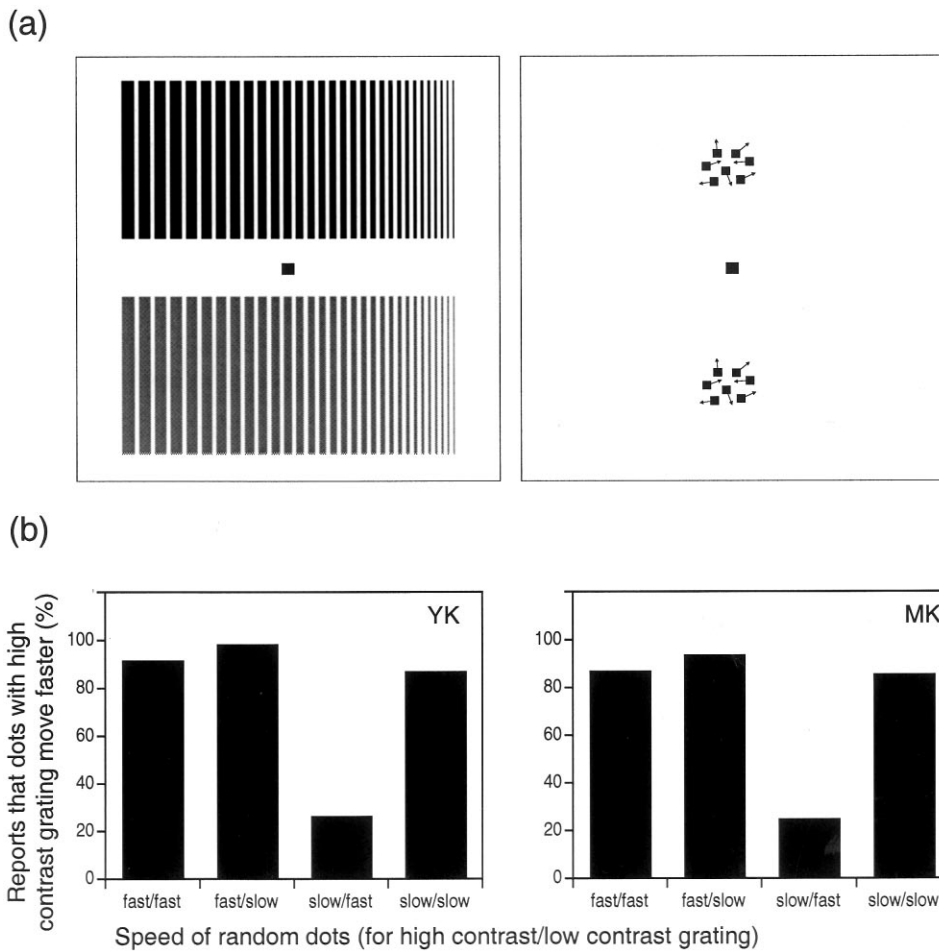 (a)
(b)
Reports that dots with high
contrast grating move faster (%)
YK
100
80
60
40
20
0
fast/fast
fast/slow
slow/fast
slow/slow
MK
100
80
60
40
20
0
fast/fast
fast/slow
slow/fast
slow/slow
Speed of random dots (for high contrast/low contrast grating)